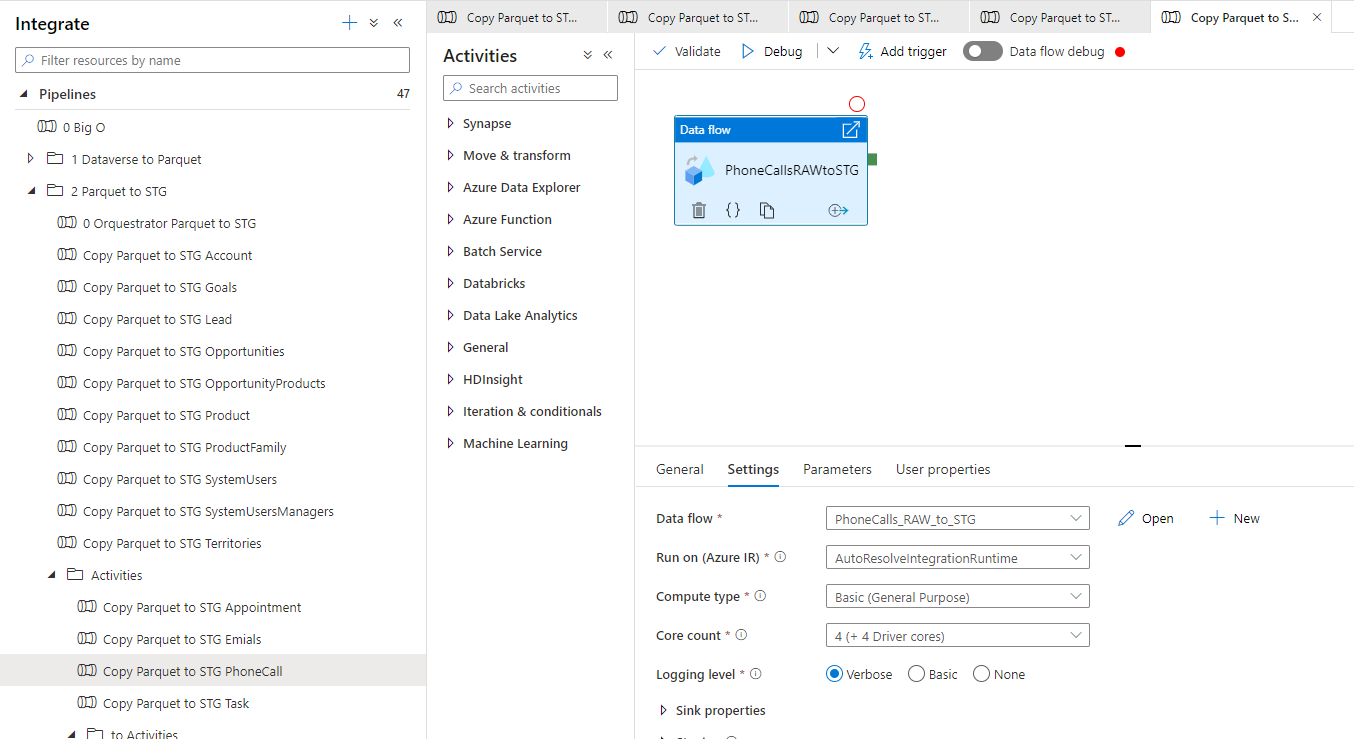 Integrate
Filter resources by name
Pipelines 47
0 Big O
1 Dataverse to Parquet
2 Parquet to STG
0 Orquestrator Parquet to STG
Copy Parquet to STG Account
Copy Parquet to STG Goals
Copy Parquet to STG Lead
Copy Parquet to STG Opportunities
Copy Parquet to STG OpportunityProducts
Copy Parquet to STG Product
Copy Parquet to STG ProductFamily
Copy Parquet to STG SystemUsers
Copy Parquet to STG SystemUsersManagers
Copy Parquet to STG Territories
Activities
Copy Parquet to STG Appointment
Copy Parquet to STG Emials
Copy Parquet to STG PhoneCall
Copy Parquet to STG Task
to Activities
Copy Parquet to ST... Copy Parquet to ST... Copy Parquet to ST... Copy Parquet to ST... Copy Parquet to S...
Activities
Search activities
Synapse
Move & transform
Azure Data Explorer
Azure Function
Batch Service
Databricks
Data Lake Analytics
General
HDInsight
Iteration & conditionals
Machine Learning
Validate Debug Add trigger Data flow debug
Data flow
PhoneCallsRAWtoSTG
{}
General Settings Parameters User properties
Data flow * PhoneCalls_RAW_to_STG Open New
Run on (Azure IR) * AutoResolveIntegrationRuntime
Compute type * Basic (General Purpose)
Core count * 4 (+ 4 Driver cores)
Logging level * Verbose Basic None
Sink properties